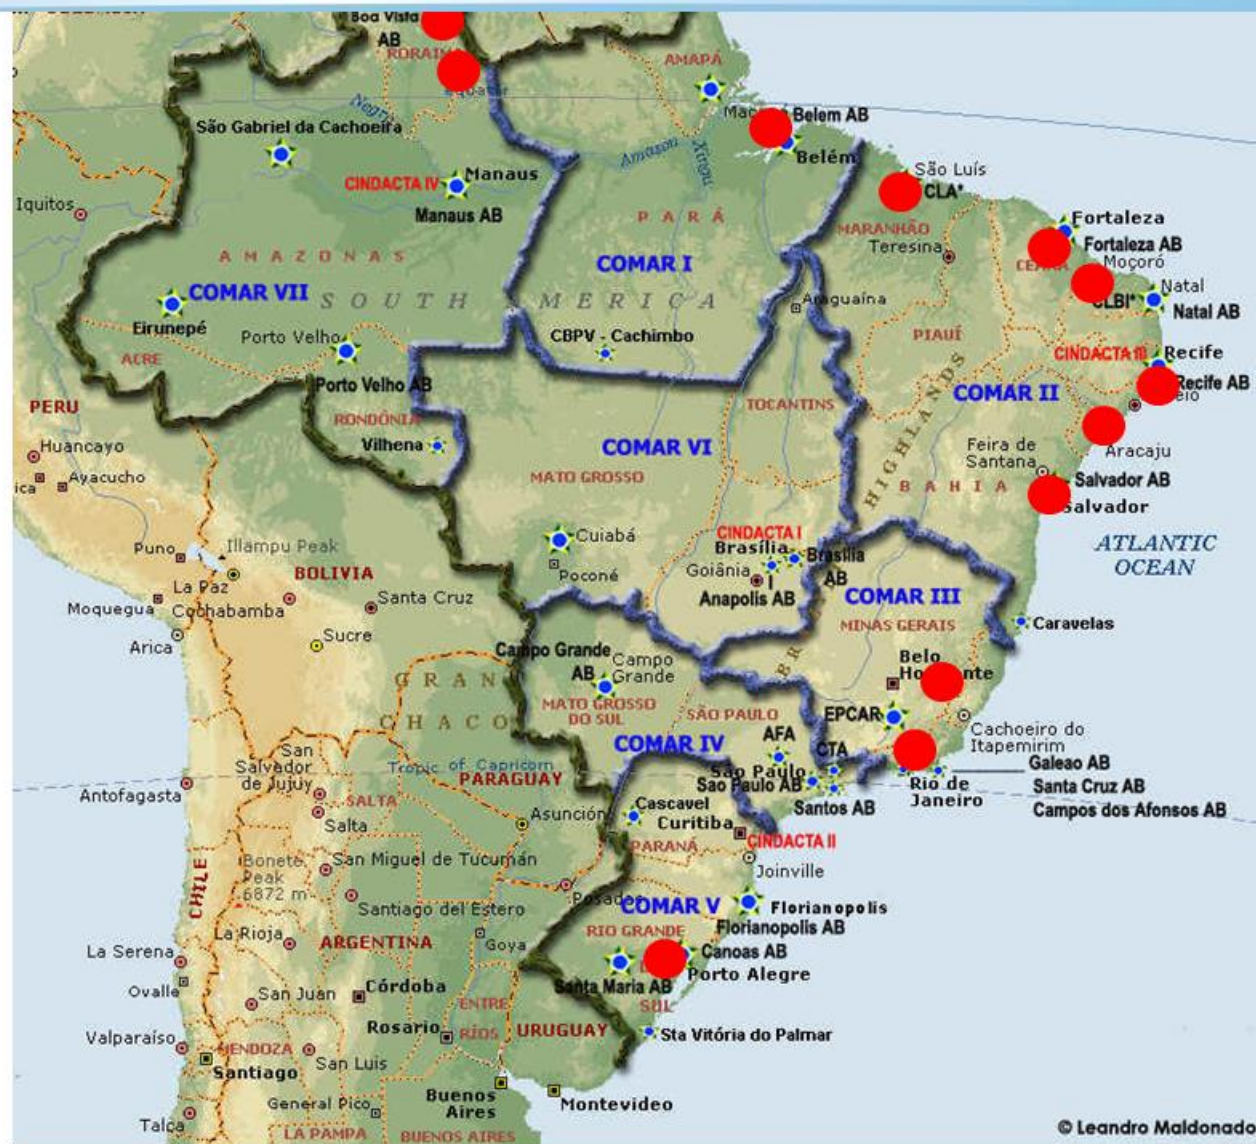 Boa Vista
AB
RORAIM
AMAPÁ
Negro
São Gabriel da Cachoeira
Belem AB
Belém
Amazon
Xingu
São Luís
CLA*
CINDACTA IV
Manaus
Manaus AB
Iquitos
PARÁ
MARANHÃO
Teresina
Fortaleza
Fortaleza AB
Moçoró
CLBI*
Natal
Natal AB
AMAZONAS
COMAR I
COMAR VII
SOUTH AMERICA
Araguaína
Eirunepé
Porto Velho
CBPV - Cachimbo
PIAUÍ
CINDACTA III
Recife
Recife AB
ACRE
Porto Velho AB
COMAR II
PERU
RONDÔNIA
TOCANTINS
Huancayo
Vilhena
COMAR VI
HIGHLANDS
Feira de
Santana
Aracaju
Ayacucho
MATO GROSSO
BAHIA
Salvador AB
Salvador
CINDACTA I
Cuiabá
Brasília
Brasília
AB
ATLANTIC
OCEAN
Puno
Illampu Peak
Poconé
Goiânia
Anapolis AB
BOLIVIA
La Paz
Moquegua
Cochabamba
Santa Cruz
COMAR III
MINAS GERAIS
Caravelas
Arica
Sucre
Campo Grande
AB
Campo
Grande
Belo
GRAN
CHACO
MATO GROSSO
DO SUL
SÃO PAULO
EPCAR
Cachoeiro do
Itapemirim
COMAR IV
AFA
CTA
San
Salvador
de Jujuy
Tropic of Capricorn
PARAGUAY
São Paulo
Sao Paulo AB
Santos AB
Rio de
Janeiro
Galeao AB
Santa Cruz AB
Campos dos Afonsos AB
Antofagasta
SALTA
Salta
Asunción
Cascavel
Curitiba
CINDACTA II
PARANÁ
Joinville
CHILE
Bonete
Peak
6872 m
San Miguel de Tucumán
Posadas
Santiago del Estero
COMAR V
Florianopolis
Florianopolis AB
La Rioja
ARGENTINA
Goya
RIO GRANDE
SUL
Canoas AB
Porto Alegre
Santa Maria AB
La Serena
Ovalle
San Juan
Córdoba
ENTRE
RÍOS
Rosario
URUGUAY
Sta Vitória do Palmar
Valparaíso
MENDOZA
San Luis
Santiago
General Pico
Buenos
Aires
Montevideo
Talca
LA PAMPA
BUENOS AIRES
© Leandro Maldonado